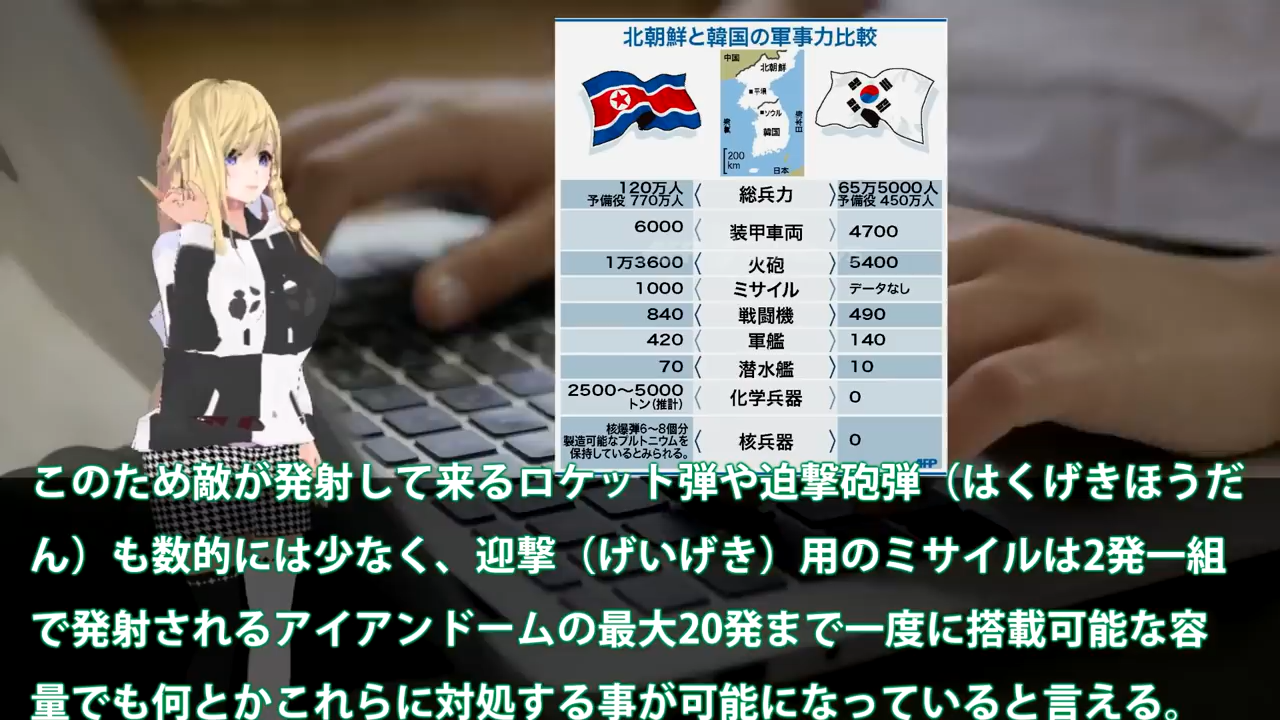 北朝鮮と韓国の軍事力比較
中国
北朝鮮
平壌
ソウル
黄海
韓国
日本海
200
km
日本
120万人
予備役 770万人
総兵力
65万5000人
予備役 450万人
6000 装甲車両 4700
1万3600 火砲 5400
1000 ミサイル データなし
840 戦闘機 490
420 軍艦 140
70 潜水艦 10
2500〜5000
トン(推計)
化学兵器 0
核爆弾6〜8個分
製造可能なプルトニウムを
保持しているとみられる。
核兵器 0
AFP
このため敵が発射して来るロケット弾や迫撃砲弾（はくげきほうだ
ん）も数的には少なく、迎撃（げいげき）用のミサイルは2発一組
で発射されるアイアンドームの最大20発まで一度に搭載可能な容
量でも何とかこれらに対処する事が可能になっていると言える。